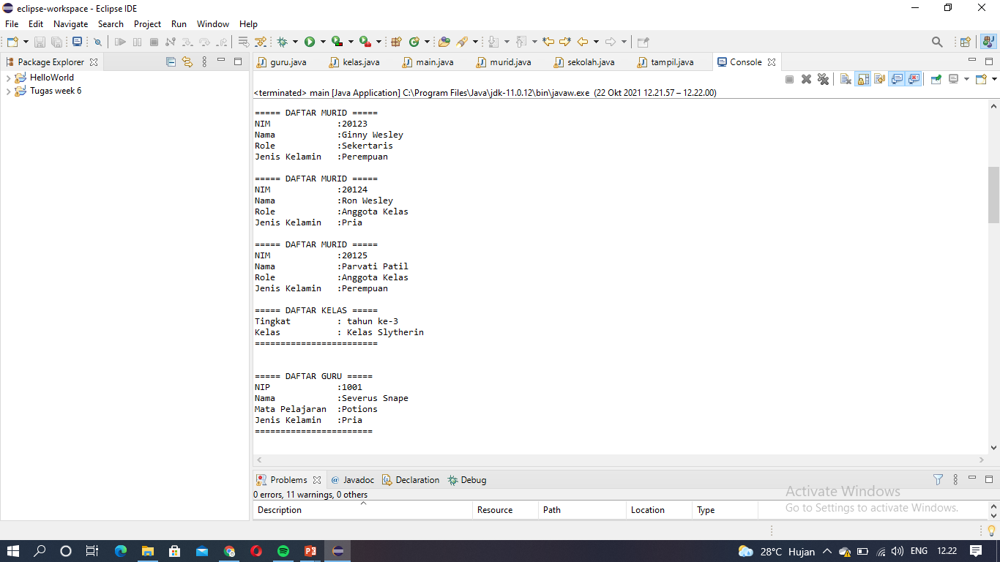 eclipse-workspace - Eclipse IDE
File Edit Navigate Search Project Run Window Help
Package Explorer
HelloWorld
Tugas week 6
guru.java kelas.java main.java murid.java sekolah.java tampil.java Console
<terminated> main [Java Application] C:\Program Files\Java\jdk-11.0.12\bin\javaw.exe (22 Okt 2021 12.21.57 – 12.22.00)
===== DAFTAR MURID =====
NIM :20123
Nama :Ginny Wesley
Role :Sekertaris
Jenis Kelamin :Perempuan
===== DAFTAR MURID =====
NIM :20124
Nama :Ron Wesley
Role :Anggota Kelas
Jenis Kelamin :Pria
===== DAFTAR MURID =====
NIM :20125
Nama :Parvati Patil
Role :Anggota Kelas
Jenis Kelamin :Perempuan
===== DAFTAR KELAS =====
Tingkat : tahun ke-3
Kelas : Kelas Slytherin
========================
===== DAFTAR GURU =====
NIP :1001
Nama :Severus Snape
Mata Pelajaran :Potions
Jenis Kelamin :Pria
=======================
Problems @ Javadoc Declaration Debug
0 errors, 11 warnings, 0 others
Description Resource Path Location Type
Activate Windows
Go to Settings to activate Windows.
28°C Hujan ENG 12.22